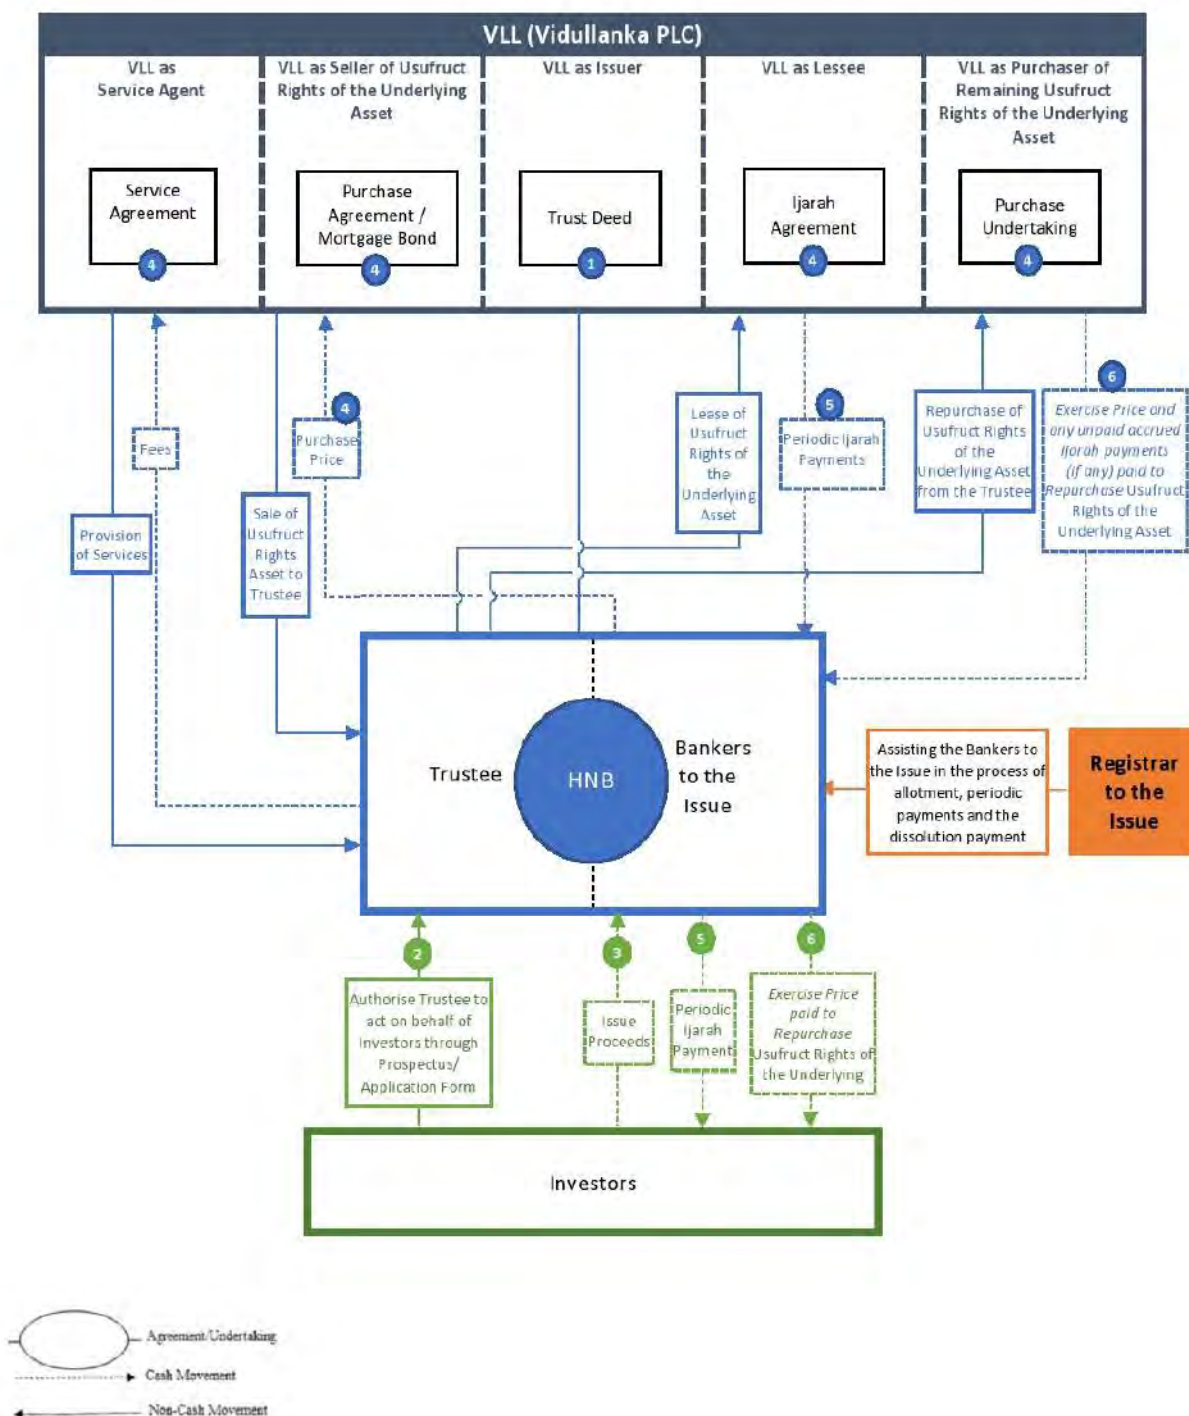 VLL (Vidullanka PLC)
VLL as
Service Agent
VLL as Seller of Usufruct
Rights of the Underlying
Asset
VLL as Issuer
VLL as Lessee
VLL as Purchaser of
Remaining Usufruct
Rights of the Underlying
Asset
Service
Agreement
4
Purchase
Agreement /
Mortgage Bond
4
Trust Deed
1
Ijarah
Agreement
4
Purchase
Undertaking
4
Fees
4
Purchase
Price
Lease of
Usufruct
Rights of
the
Underlying
Asset
5
Periodic Ijarah
Payments
Repurchase of
Usufruct Rights
of the
Underlying Asset
from the Trustee
6
Exercise Price and
any unpaid accrued
Ijarah payments
(if any) paid to
Repurchase Usufruct
Rights of the
Underlying Asset
Provision
of Services
Sale of
Usufruct
Rights
Asset to
Trustee
Trustee
HNB
Bankers
to the
Issue
Assisting the Bankers to
the Issue in the process of
allotment, periodic
payments and the
dissolution payment
Registrar
to the
Issue
2
Authorise Trustee to
act on behalf of
Investors through
Prospectus/
Application Form
3
Issue
Proceeds
5
Periodic
Ijarah
Payment
6
Exercise Price
paid to
Repurchase
Usufruct Rights of
the Underlying
Investors
Agreement/Undertaking
Cash Movement
Non-Cash Movement